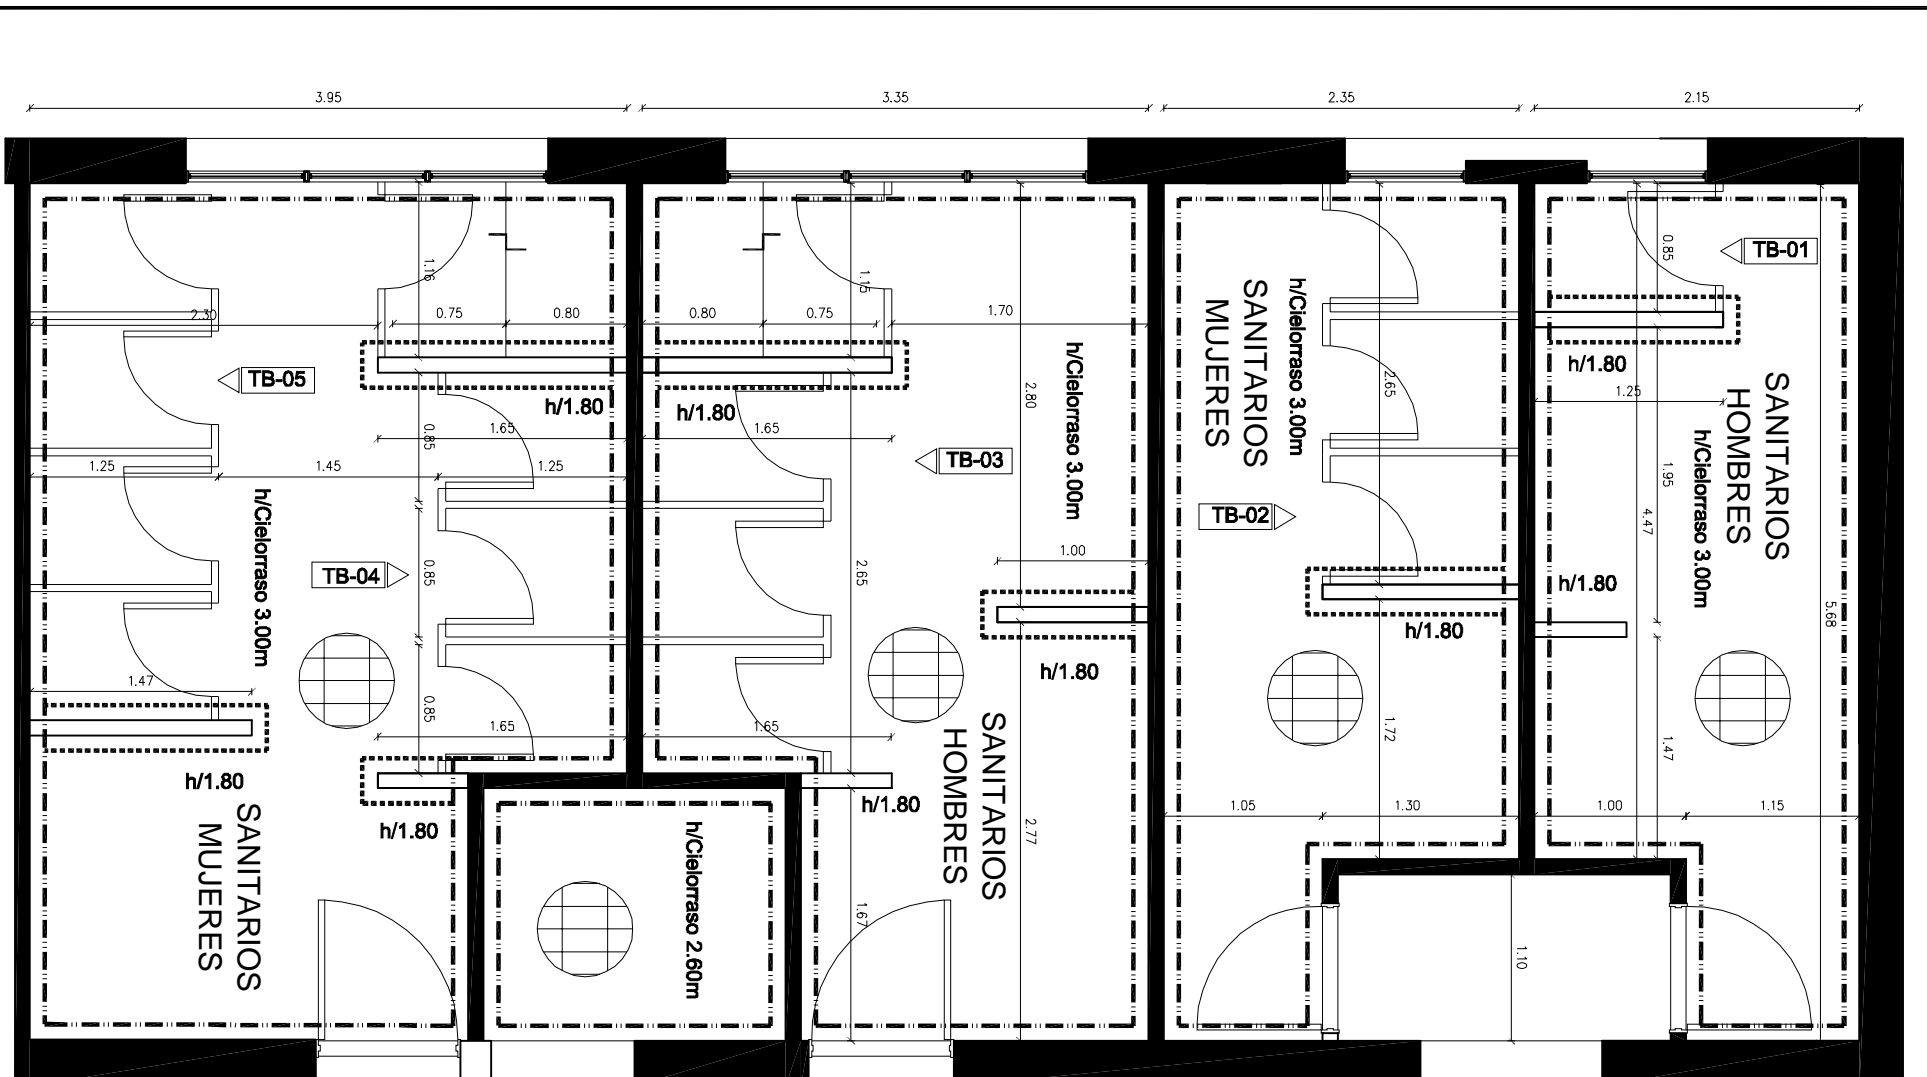 3.95
3.35
2.35
2.15
1.16
1.15
0.85
TB-01
2.30
0.75
0.80
0.80
0.75
1.70
h/1.80
TB-05
h/1.80
h/1.80
2.80
2.65
1.25
1.65
1.65
0.85
TB-03
1.25
1.45
1.25
h/Cielorraso 3.00m
SANITARIOS
MUJERES
h/Cielorraso 3.00m
SANITARIOS
HOMBRES
h/Cielorraso 3.00m
1.95
4.47
TB-02
h/Cielorraso 3.00m
TB-04
0.85
2.65
1.00
h/1.80
5.68
h/1.80
h/1.80
1.47
0.85
1.65
1.65
1.72
1.47
h/1.80
h/1.80
h/1.80
SANITARIOS
HOMBRES
1.05
1.30
1.00
1.15
2.77
SANITARIOS
MUJERES
h/Cielorraso 2.60m
1.67
1.10